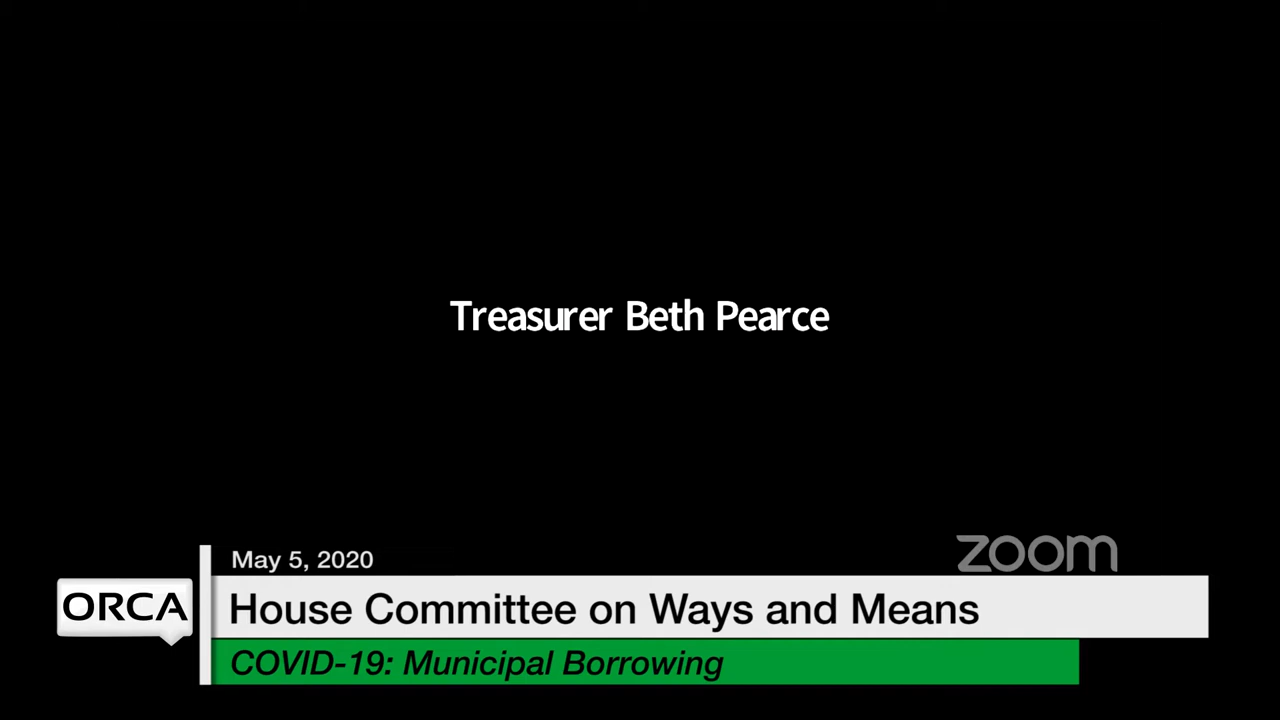 Treasurer Beth Pearce
May 5, 2020
zoom
ORCA
House Committee on Ways and Means
COVID-19: Municipal Borrowing